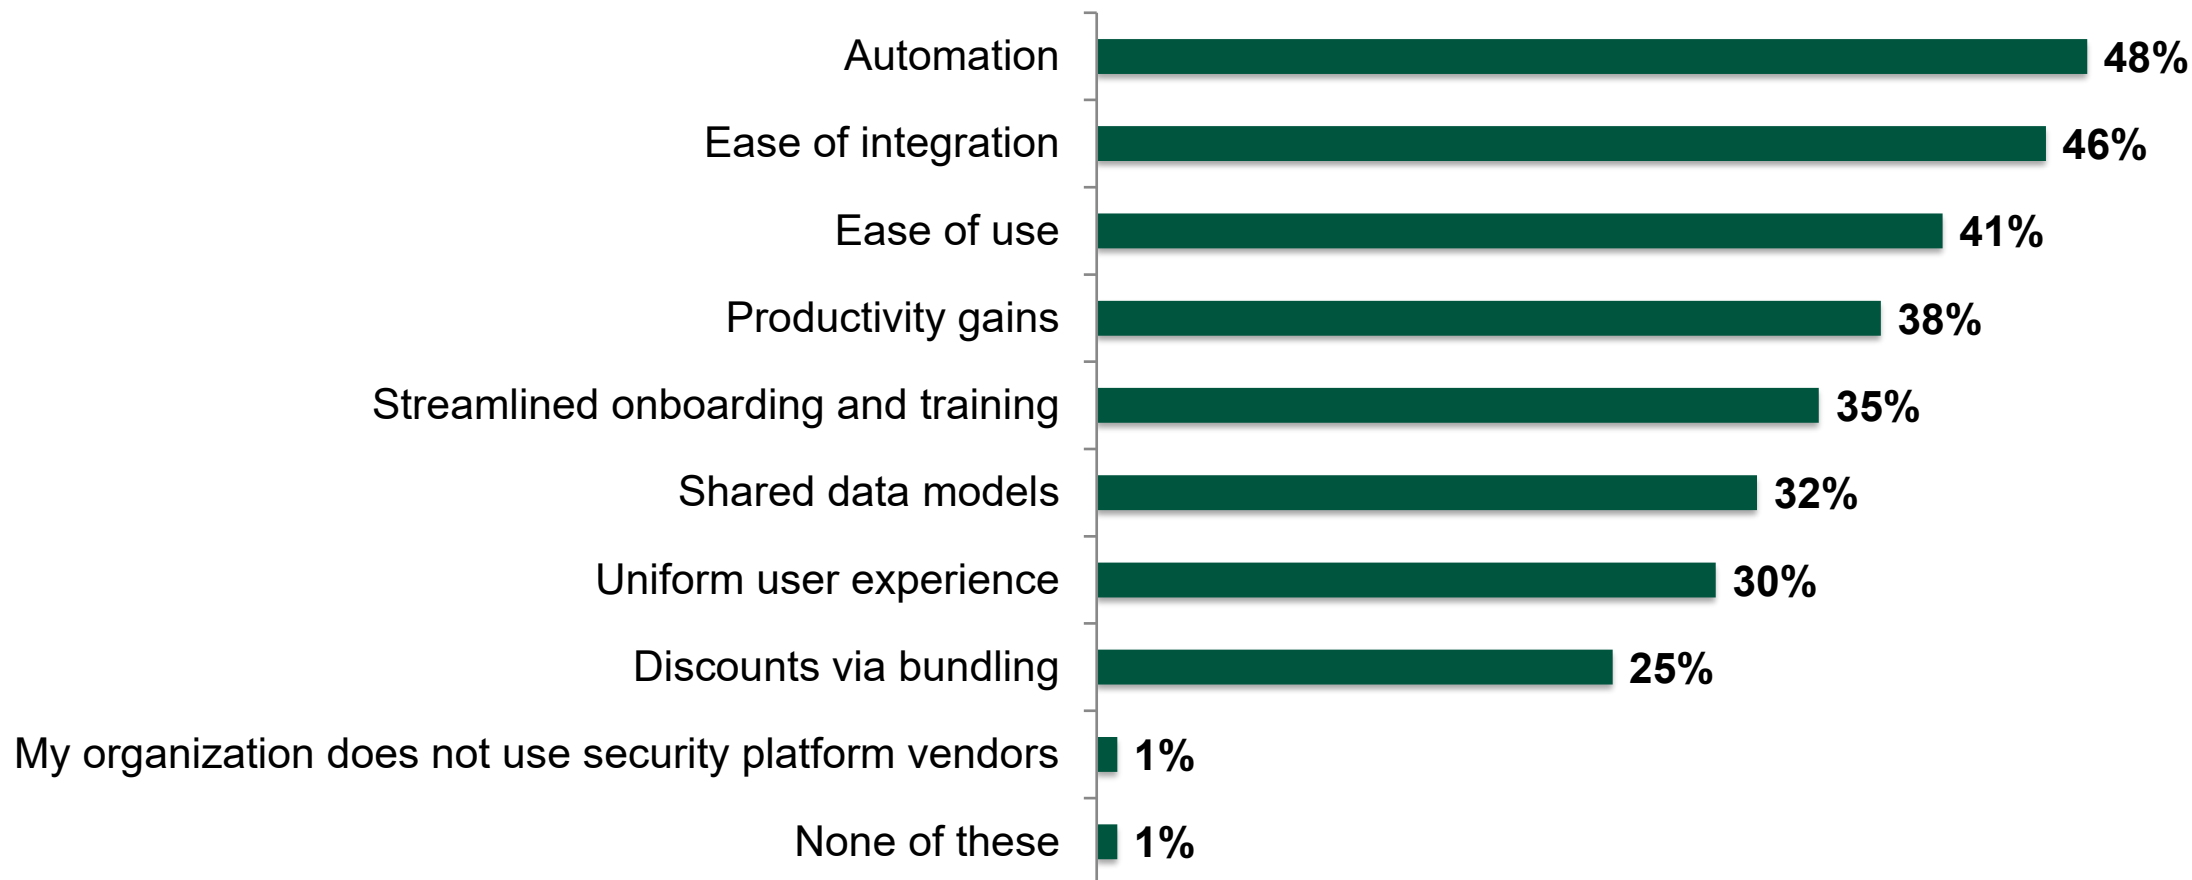 Automation 48%
Ease of integration 46%
Ease of use 41%
Productivity gains 38%
Streamlined onboarding and training 35%
Shared data models 32%
Uniform user experience 30%
Discounts via bundling 25%
My organization does not use security platform vendors 1%
None of these 1%